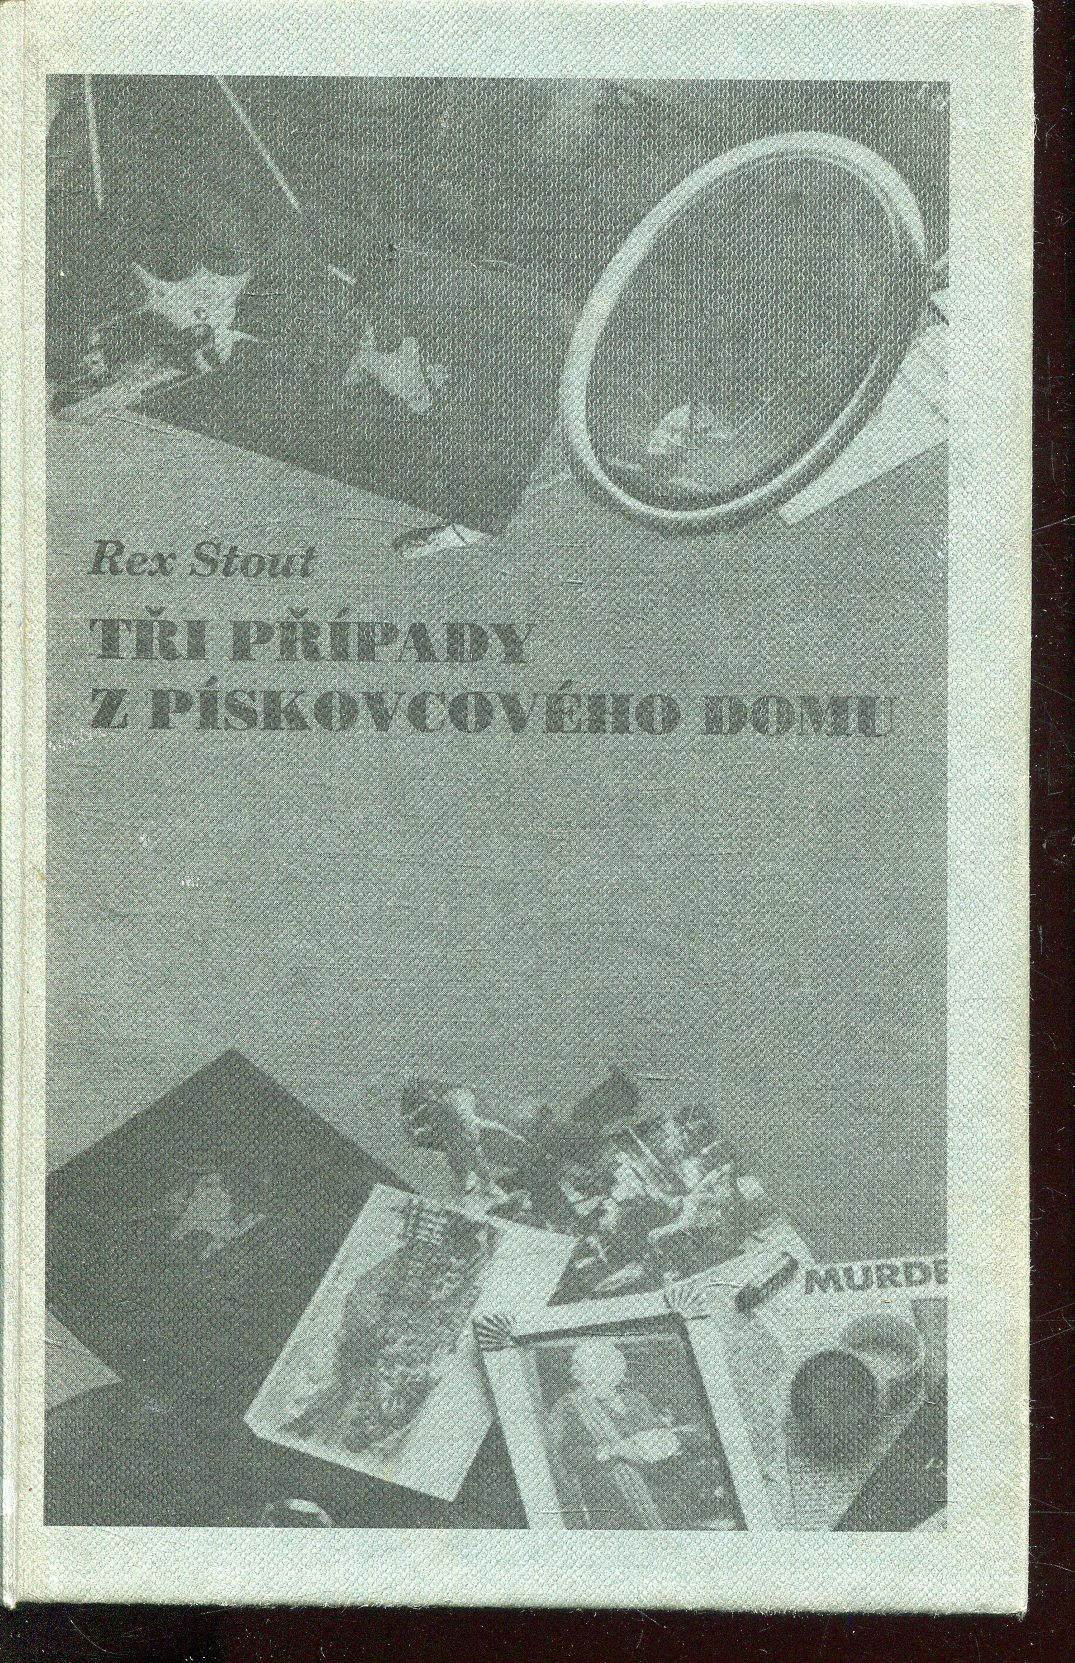 Rex Stout
TŘI PŘÍPADY
Z PÍSKOVCOVÉHO DOMU
MURDE